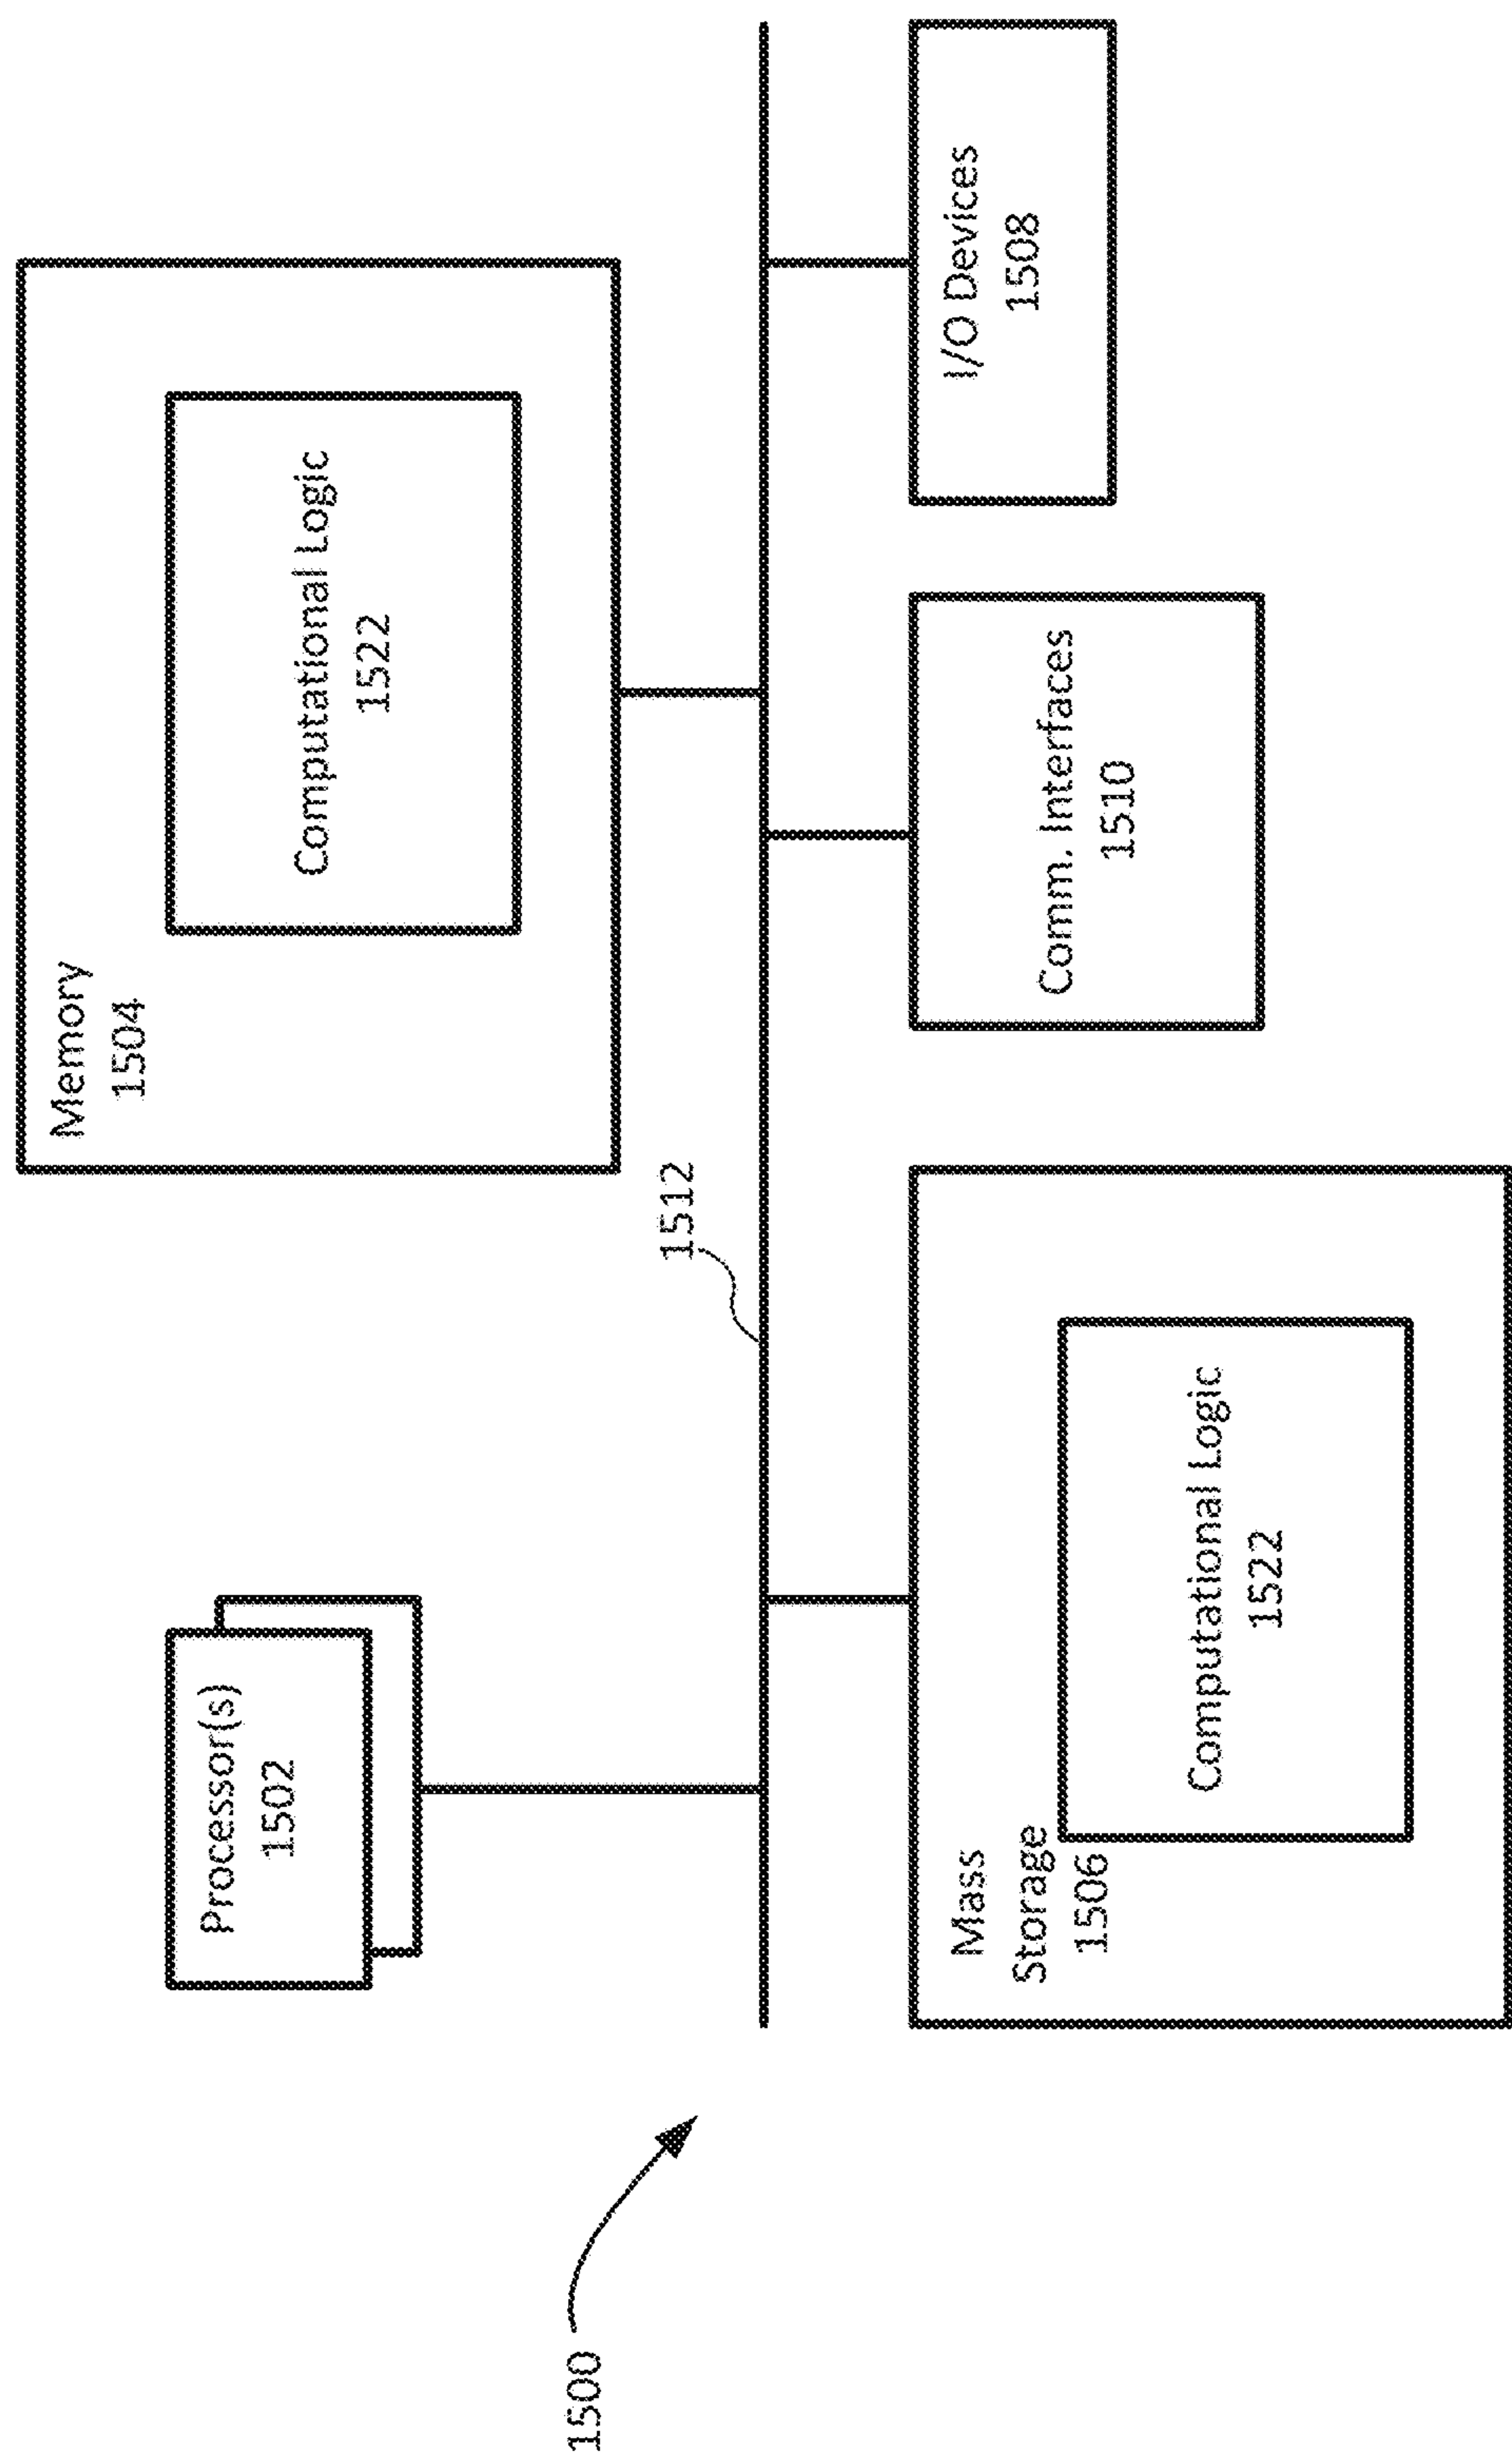 1500
Processor(s)
1502
Memory
1504
Computational Logic
1522
1512
Mass
Storage
1506
Computational Logic
1522
Comm. Interfaces
1510
I/O Devices
1508